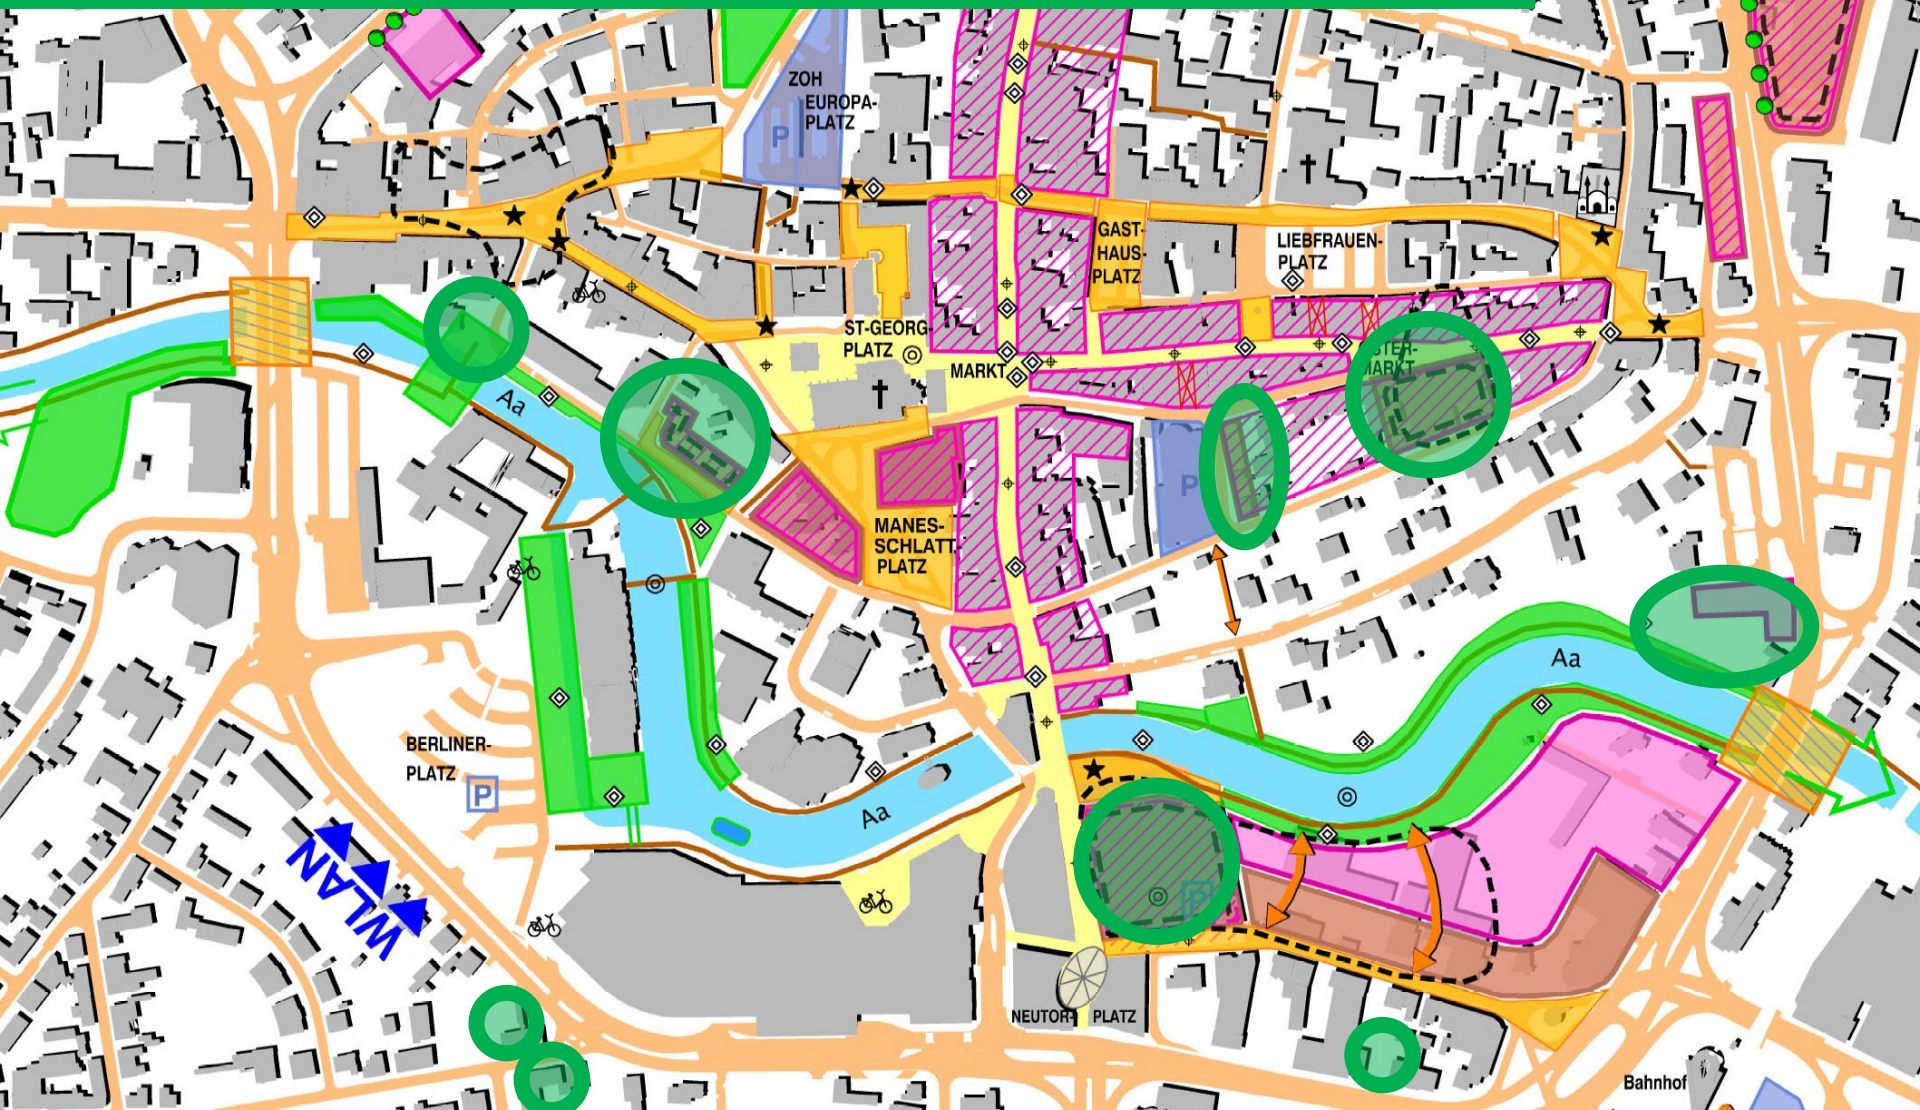 ZOH
EUROPA-
PLATZ
P
GAST-
HAUS-
PLATZ
LIEBFRAUEN-
PLATZ
ST-GEORG-
PLATZ
MARKT
MARKT
Aa
P
MANES-
SCHLATT
PLATZ
Aa
BERLINER-
PLATZ
P
Aa
WLAN
P
NEUTOR- PLATZ
Bahnhof